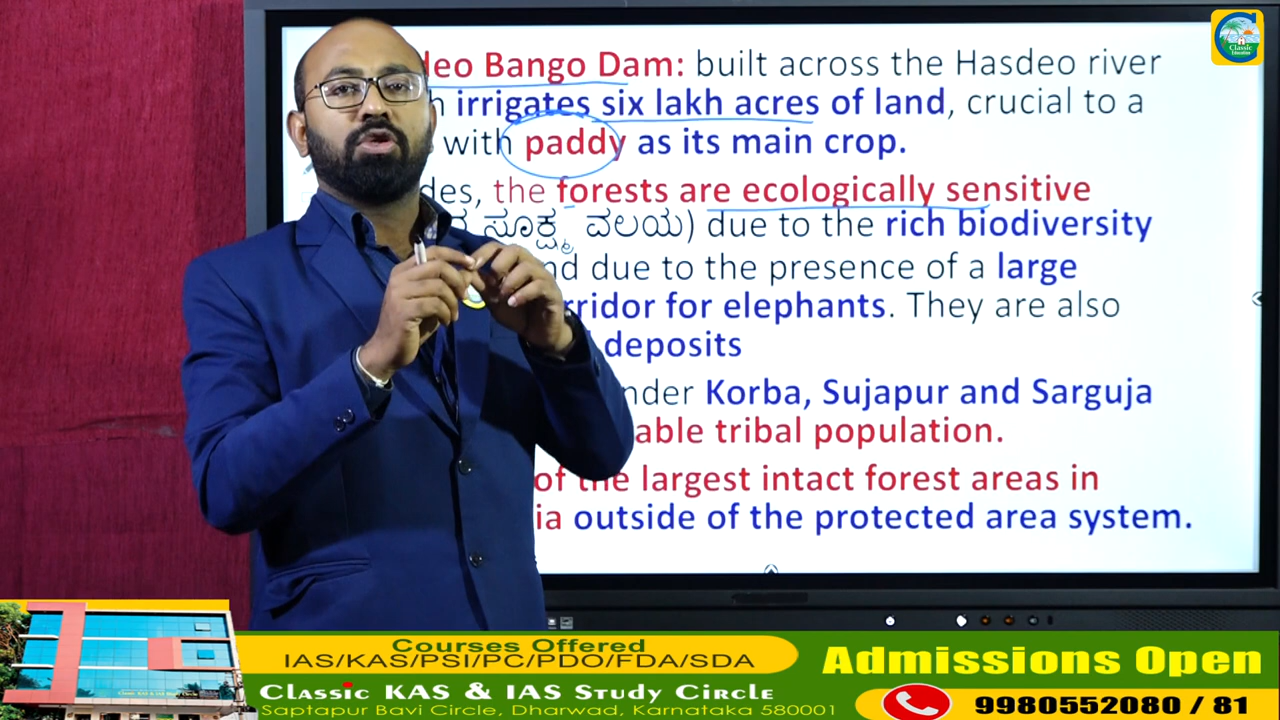 deo Bango Dam: built across the Hasdeo river
irrigates six lakh acres of land, crucial to a
with paddy as its main crop.
des, the forests are ecologically sensitive
ಸೂಕ್ಷ್ಮ ವಲಯ) due to the rich biodiversity
nd due to the presence of a large
rridor for elephants. They are also
deposits
nder Korba, Sujapur and Sarguja
able tribal population.
of the largest intact forest areas in
ia outside of the protected area system.
Classic
Education
Courses Offered
IAS/KAS/PSI/PC/PDO/FDA/SDA
Classic KAS & IAS Study Circle
Saptapur Bavi Circle, Dharwad, Karnataka 580001
Admissions Open
9980552080 / 81